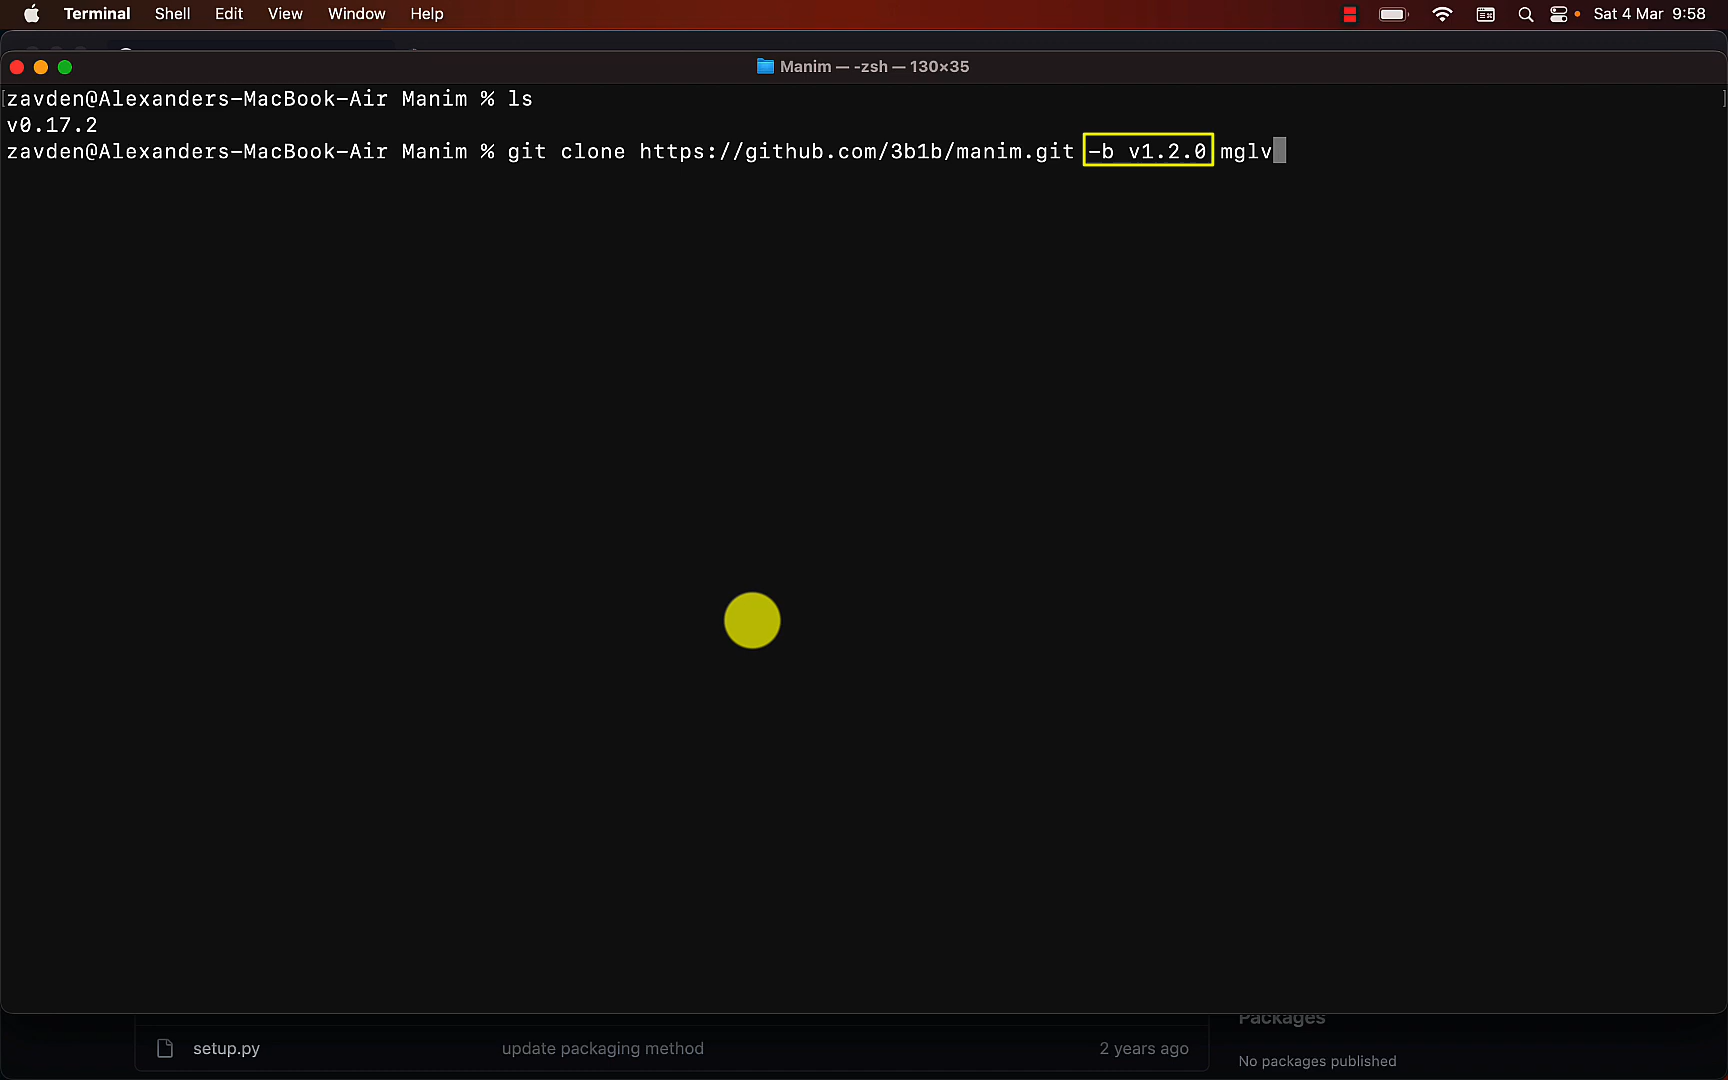 Terminal Shell Edit View Window Help Sat 4 Mar 9:58
Manim — -zsh — 130×35
zavden@Alexanders-MacBook-Air Manim % ls
v0.17.2
zavden@Alexanders-MacBook-Air Manim % git clone https://github.com/3b1b/manim.git -b v1.2.0 mglv
Packages
setup.py update packaging method 2 years ago
No packages published